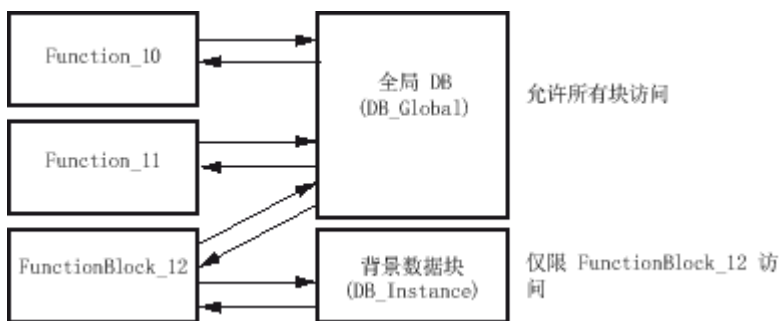 Function_10
全局 DB
(DB_Global)
允许所有块访问
Function_11
FunctionBlock_12
背景数据块
(DB_Instance)
仅限 FunctionBlock_12 访
问